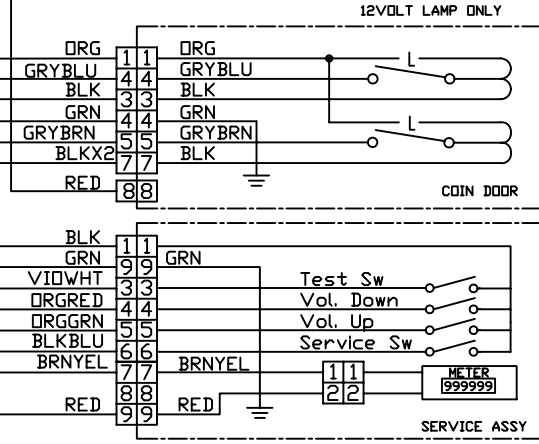 12VOLT LAMP ONLY
ORG 1 1 ORG L
GRYBLU 4 4 GRYBLU
BLK 3 3 BLK
GRN 4 4 GRN L
GRYBRN 5 5 GRYBRN
BLKX2 7 7 BLK
RED 8 8
COIN DOOR
BLK 1 1
GRN 9 9 GRN
VIOWHT 3 3 Test Sw
ORGRED 4 4 Vol. Down
ORGGRN 5 5 Vol. Up
BLKBLU 6 6 Service Sw
BRNYEL 7 7 BRNYEL 1 1 METER
8 8 2 2 999999
RED 9 9 RED
SERVICE ASSY